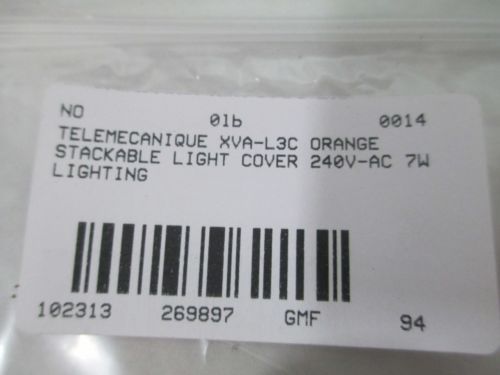 NO 01b 0014
TELEMECANIQUE XVA-L3C ORANGE
STACKABLE LIGHT COVER 240V-AC 7W
LIGHTING
102313 269897 GMF 94